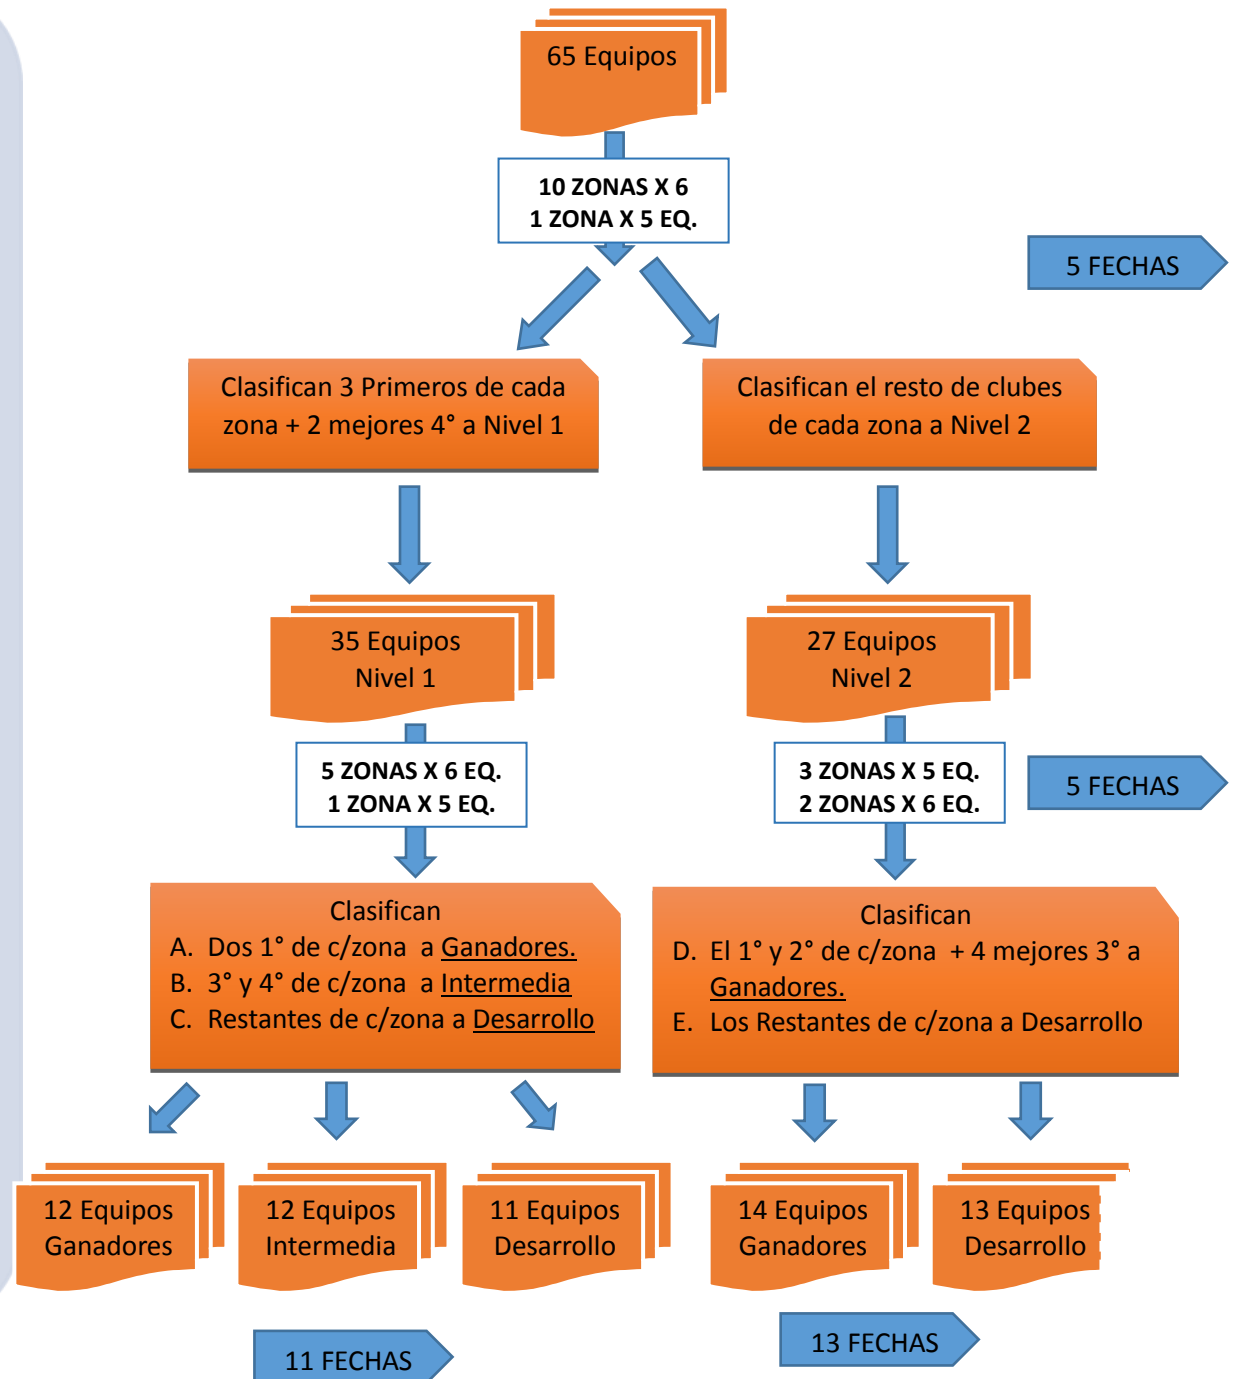 65 Equipos
10 ZONAS X 6
1 ZONA X 5 EQ.
5 FECHAS
Clasifican 3 Primeros de cada
zona + 2 mejores 4° a Nivel 1
Clasifican el resto de clubes
de cada zona a Nivel 2
35 Equipos
Nivel 1
27 Equipos
Nivel 2
5 ZONAS X 6 EQ.
1 ZONA X 5 EQ.
3 ZONAS X 5 EQ.
2 ZONAS X 6 EQ.
5 FECHAS
Clasifican
A. Dos 1° de c/zona a Ganadores.
B. 3° y 4° de c/zona a Intermedia
C. Restantes de c/zona a Desarrollo
Clasifican
D. El 1° y 2° de c/zona + 4 mejores 3° a
Ganadores.
E. Los Restantes de c/zona a Desarrollo
12 Equipos
Ganadores
12 Equipos
Intermedia
11 Equipos
Desarrollo
14 Equipos
Ganadores
13 Equipos
Desarrollo
11 FECHAS
13 FECHAS